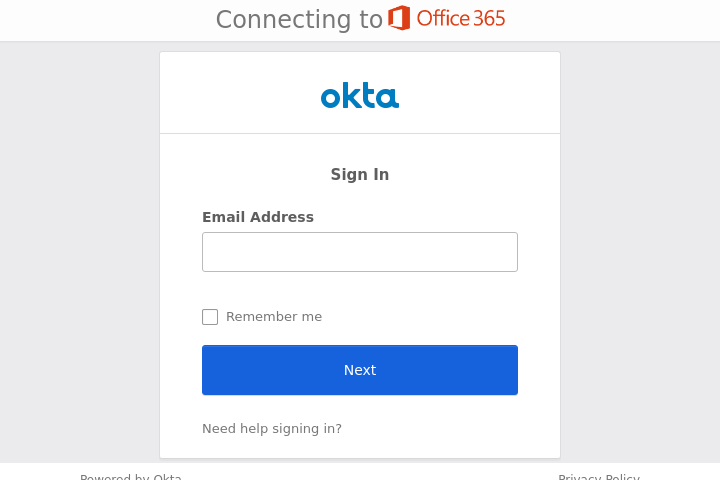 Connecting to Office 365
okta
Sign In
Email Address
Remember me
Next
Need help signing in?
Powered by Okta
Privacy Policy